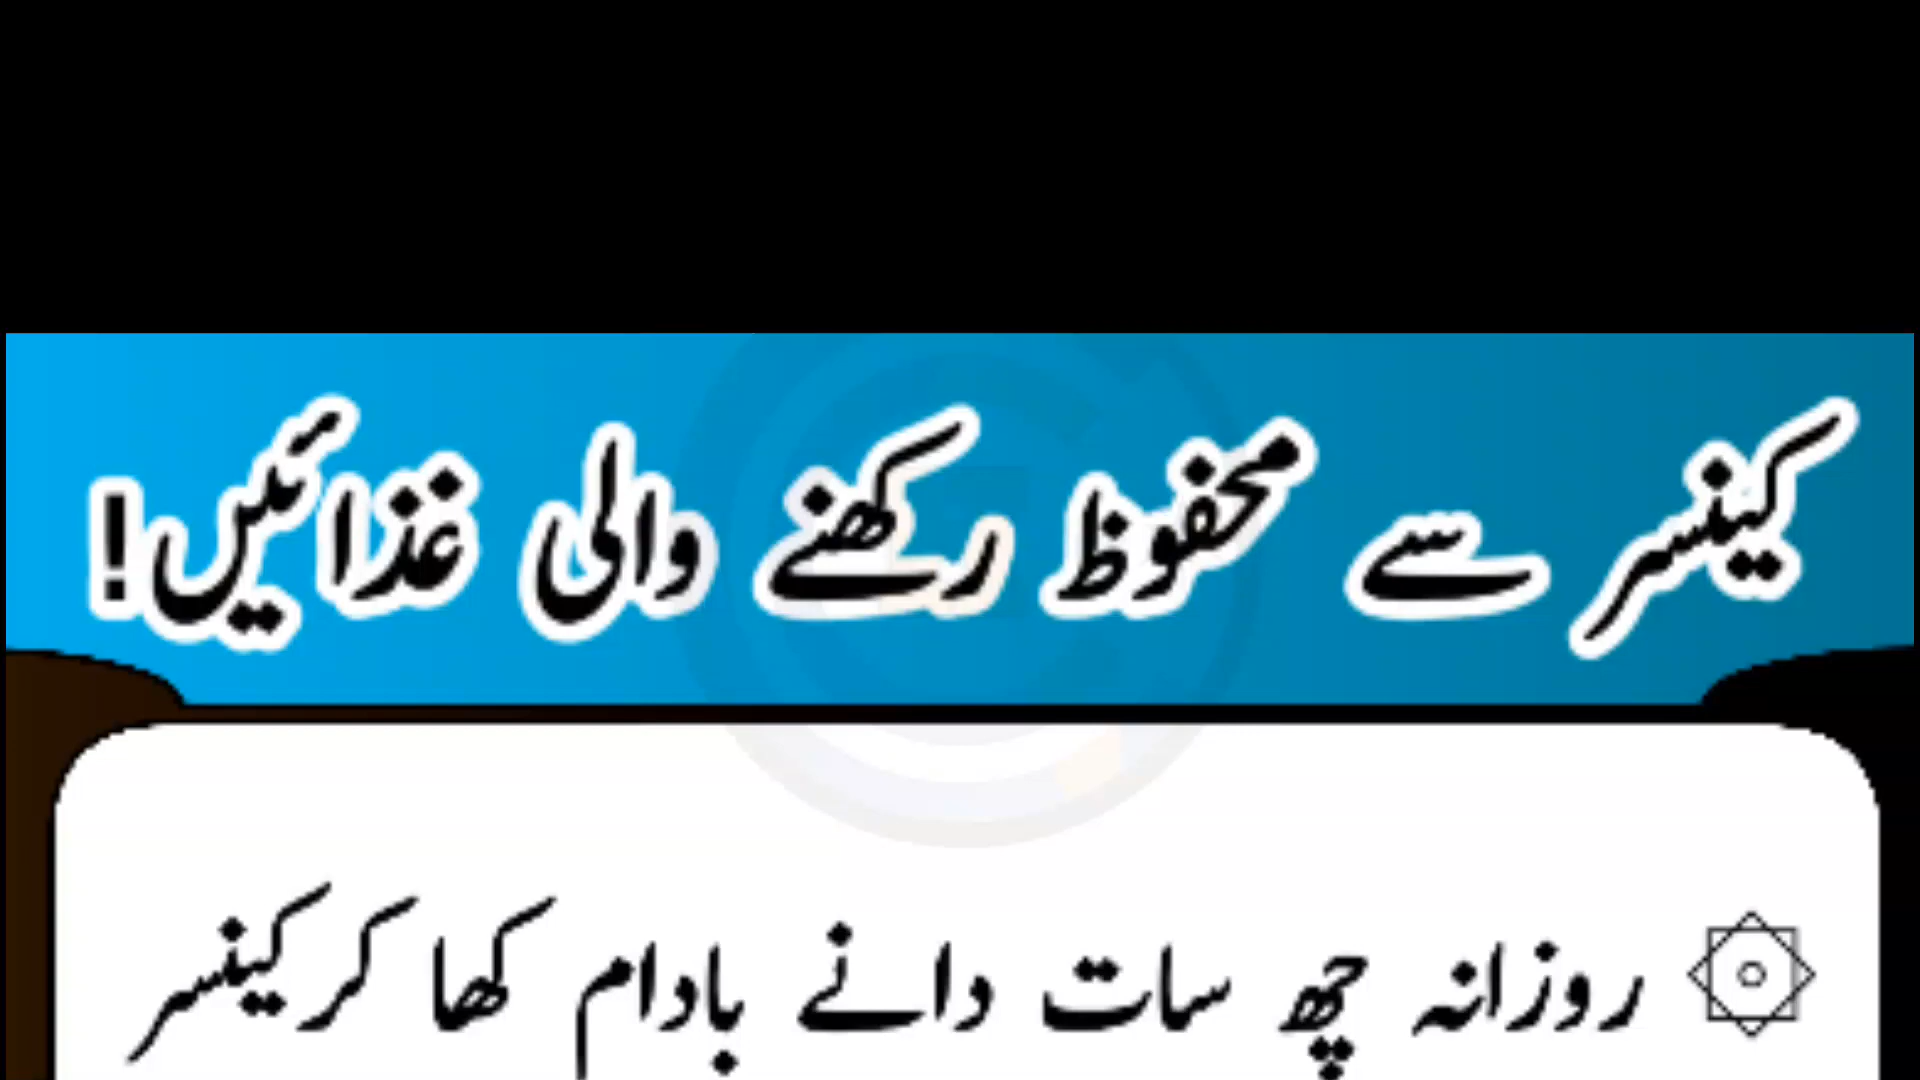 کینسر سے محفوظ رکھنے والی غذائیں!
روزانہ چھ سات دانے بادام کھا کر کینسر